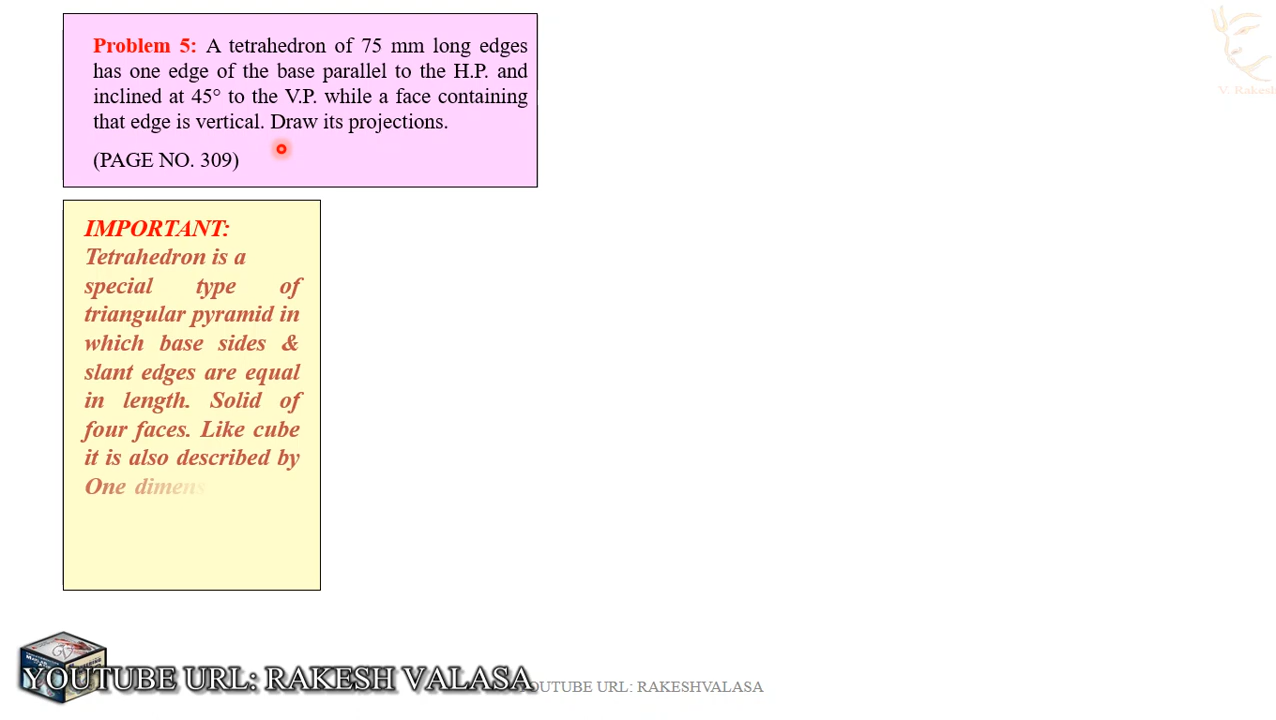 Problem 5: A tetrahedron of 75 mm long edges
has one edge of the base parallel to the H.P. and
inclined at 45° to the V.P. while a face containing
that edge is vertical. Draw its projections.
(PAGE NO. 309)
V. Rakesh
IMPORTANT:
Tetrahedron is a
special type of
triangular pyramid in
which base sides &
slant edges are equal
in length. Solid of
four faces. Like cube
it is also described by
One dimens
YOUTUBE URL: RAKESH VALASA
OUTUBE URL: RAKESHVALASA